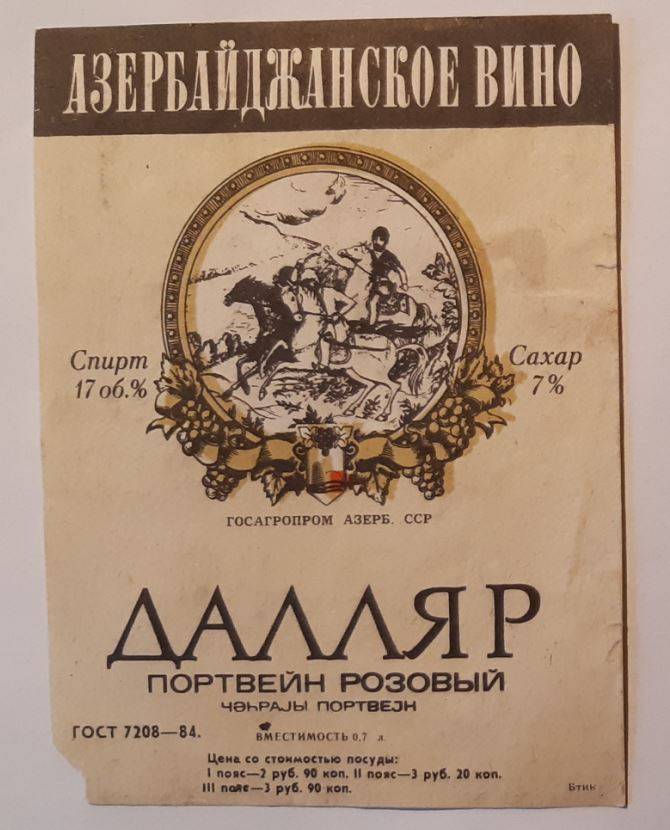 АЗЕРБАЙДЖАНСКОЕ ВИНО
Спирт
17 об.%
Сахар
7%
ГОСАГРОПРОМ АЗЕРБ. ССР
ДАЛЛЯР
ПОРТВЕЙН РОЗОВЫЙ
ЧӘҺРАЈЫ ПОРТВЕЈН
ГОСТ 7208—84.
ВМЕСТИМОСТЬ 0,7 л.
Цена со стоимостью посуды:
I пояс—2 руб. 90 коп. II пояс—3 руб. 20 коп.
III пояс—3 руб. 90 коп.
Бтик